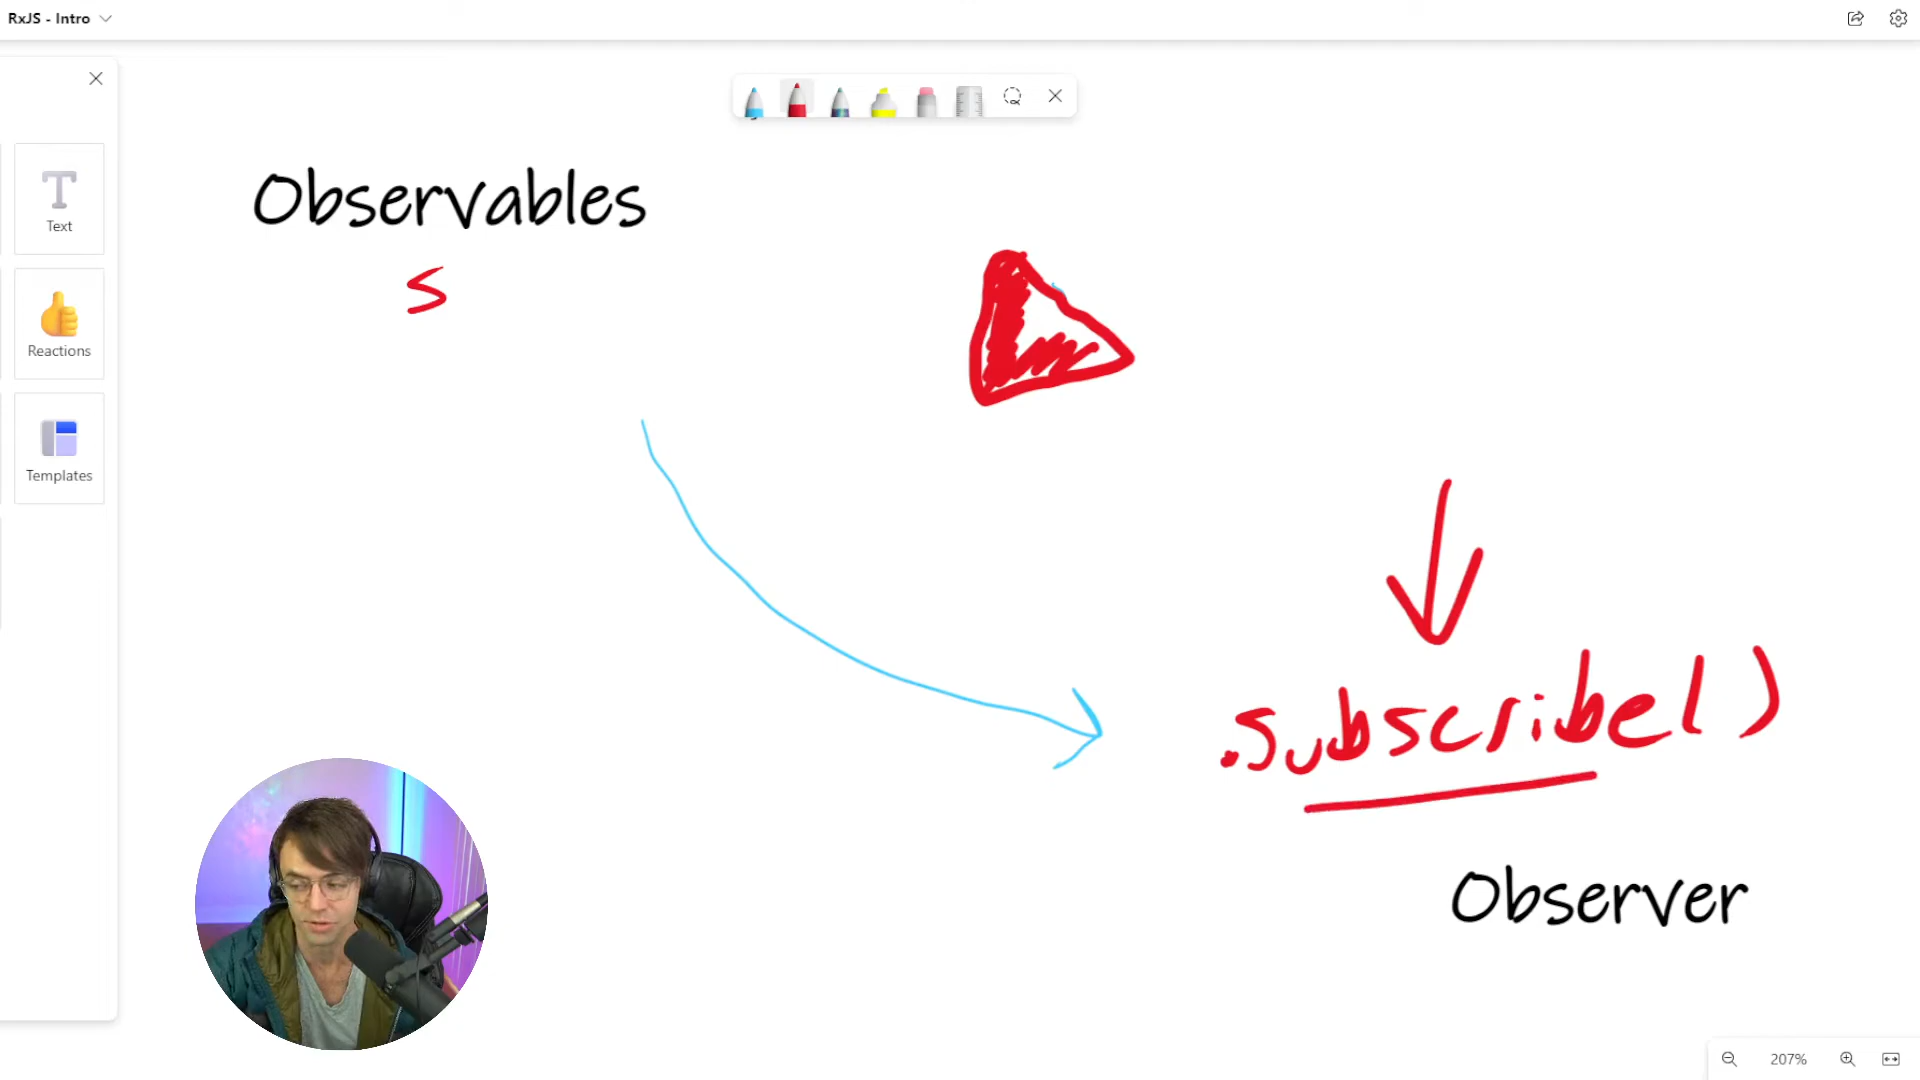 RxJS - Intro
Text
Reactions
Templates
Observables
S
.subscribe()
Observer
207%